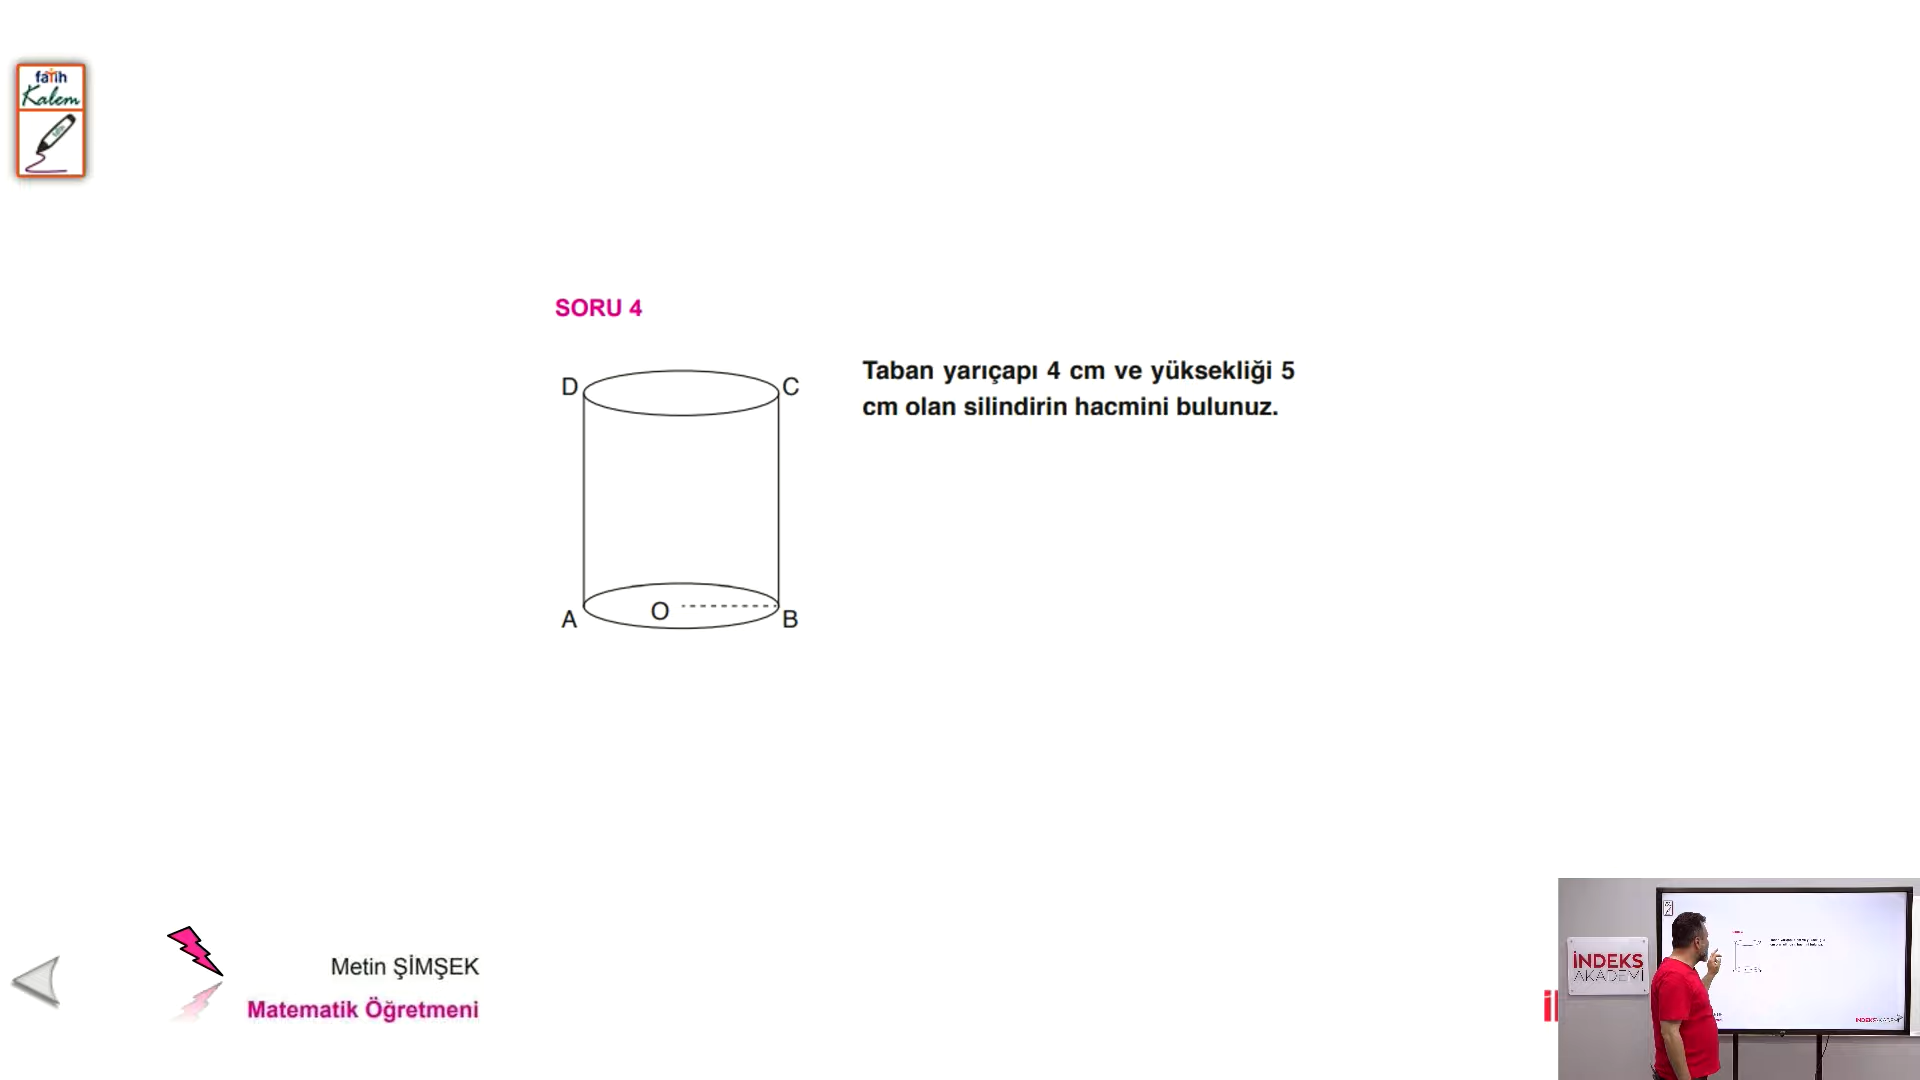 fatih
Kalem
SORU 4
D
C
Taban yarıçapı 4 cm ve yüksekliği 5
cm olan silindirin hacmini bulunuz.
A
O
B
Metin ŞİMŞEK
Matematik Öğretmeni
İNDEKS
AKADEMİ